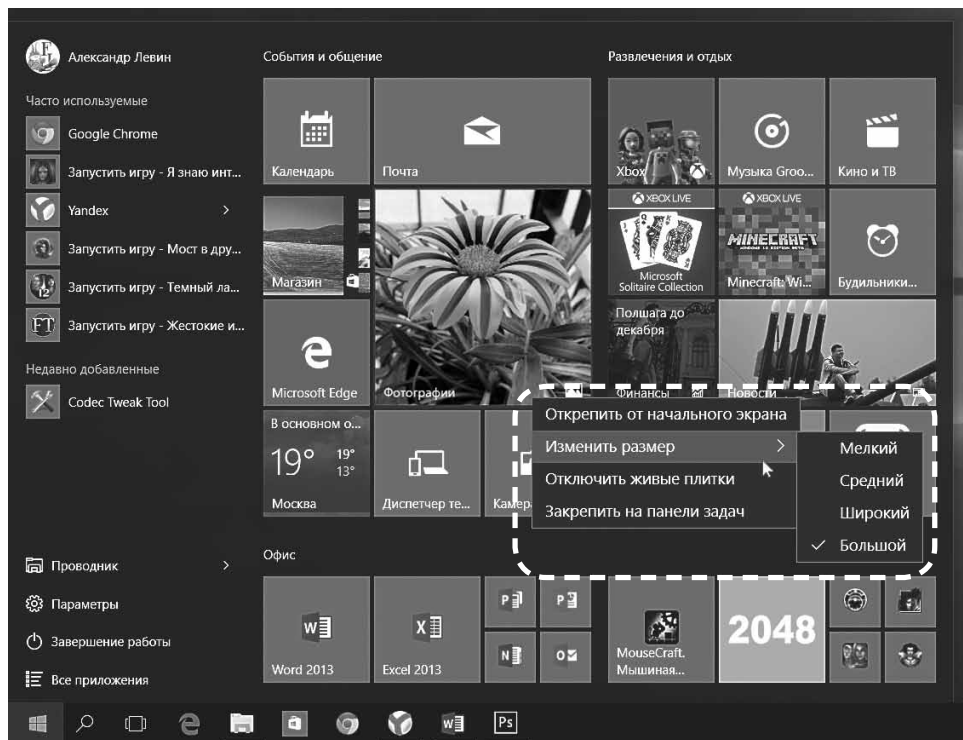 Александр Левин
Часто используемые
Google Chrome
Запустить игру - Я знаю инт...
Yandex
Запустить игру - Мост в дру...
Запустить игру - Темный ла...
Запустить игру - Жестокие и...
Недавно добавленные
Codec Tweak Tool
Проводник
Параметры
Завершение работы
Все приложения
События и общение
Календарь
Почта
Магазин
Фотографии
Microsoft Edge
В основном о...
19° 19°
13°
Москва
Диспетчер те...
Камера
Развлечения и отдых
Xbox
Музыка Groo...
Кино и ТВ
XBOX LIVE
Microsoft
Solitaire Collection
XBOX LIVE
MINECRAFT
Minecraft: Wi...
Будильники...
Полшага до
декабря
Финансы
Новости
Открепить от начального экрана
Изменить размер
Отключить живые плитки
Закрепить на панели задач
Мелкий
Средний
Широкий
Большой
Офис
Word 2013
Excel 2013
MouseCraft.
Мышиная...
2048
Ps